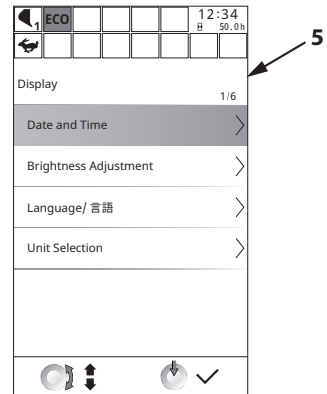 1 ECO 12:34
50.0h
5
Display
1/6
Date and Time
Brightness Adjustment
Language/ 言語
Unit Selection